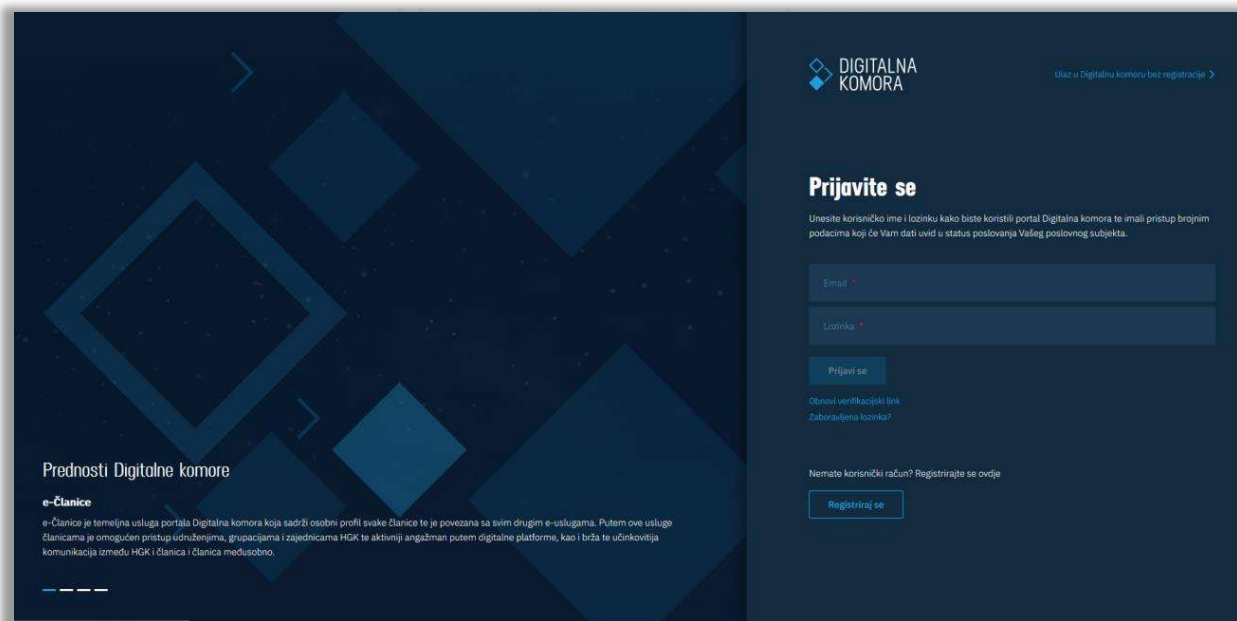 DIGITALNA
KOMORA
Ulaz u Digitalnu komoru bez registracije
Prijavite se
Unesite korisničko ime i lozinku kako biste koristili portal Digitalna komora te imali pristup brojnim
podacima koji će Vam dati uvid u status poslovanja Vašeg poslovnog subjekta.
Email *
Lozinka *
Prijavi se
Obnovi verifikacijski link
Zaboravljena lozinka?
Nemate korisnički račun? Registrirajte se ovdje
Registriraj se
Prednosti Digitalne komore
e-Članice
e-Članice je temeljna usluga portala Digitalna komora koja sadrži osobni profil svake članice te je povezana sa svim drugim e-uslugama. Putem ove usluge
članicama je omogućen pristup udruženjima, grupacijama i zajednicama HGK te aktivniji angažman putem digitalne platforme, kao i brža te učinkovitija
komunikacija između HGK i članica i članica međusobno.